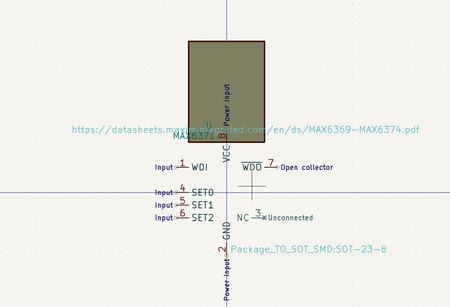 Power Input
U
https://datasheets.maximintegrated.com/en/ds/MAX6369-MAX6374.pdf
MAX6371
8
VCC
Input 1 WDI
WDO 7 Open collector
Input 4 SET0
Input 5 SET1
Input 6 SET2
NC 3 Unconnected
GND
2
Package_TO_SOT_SMD:SOT-23-8
Power Input